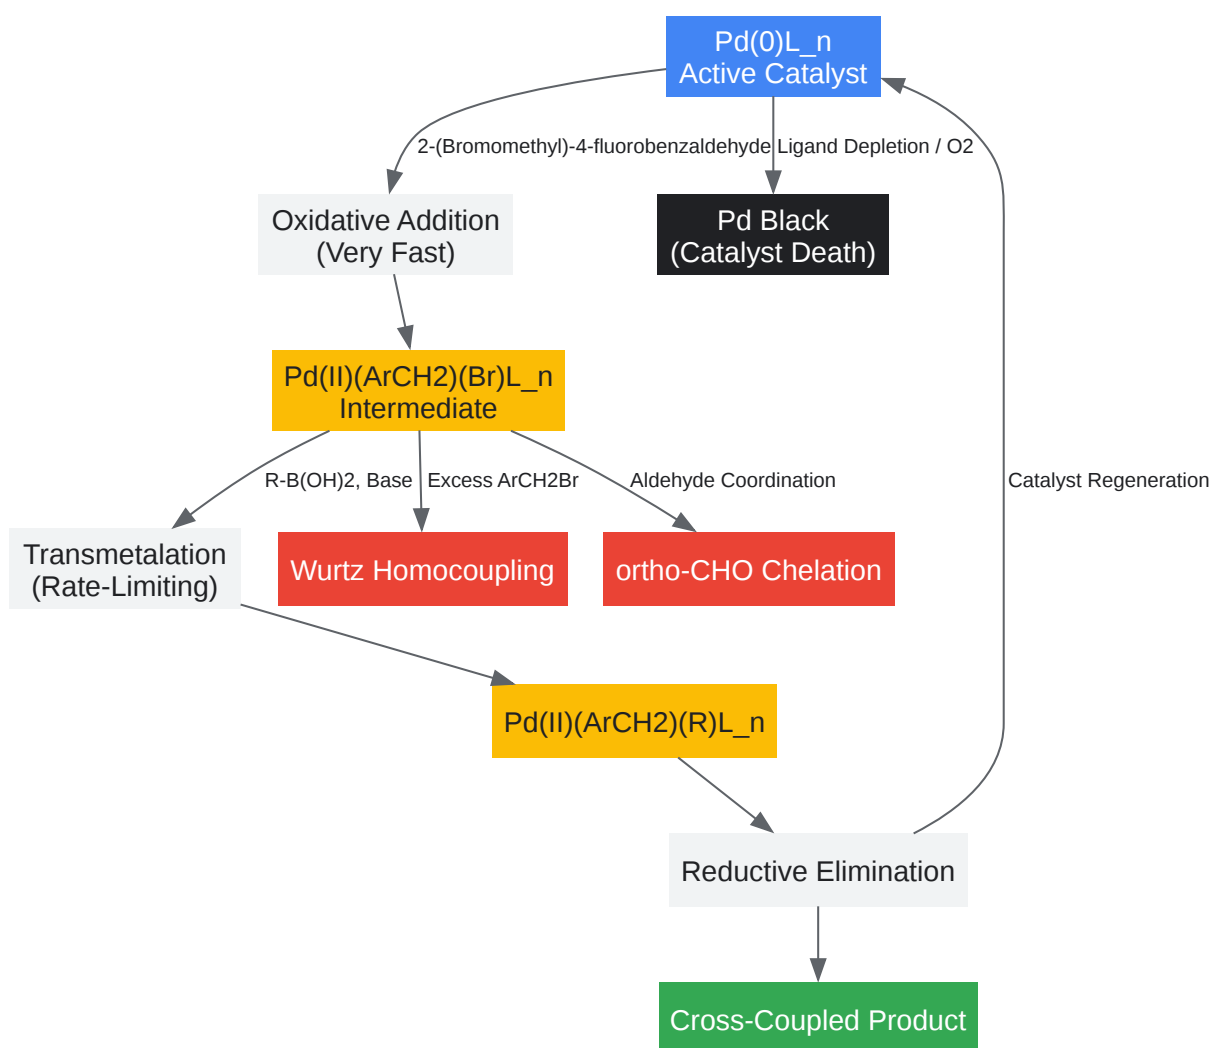 Pd(0)L_n
Active Catalyst
2-(Bromomethyl)-4-fluorobenzaldehyde
Ligand Depletion / O2
Oxidative Addition
(Very Fast)
Pd Black
(Catalyst Death)
Pd(II)(ArCH2)(Br)L_n
Intermediate
R-B(OH)2, Base
Excess ArCH2Br
Aldehyde Coordination
Catalyst Regeneration
Transmetalation
(Rate-Limiting)
Wurtz Homocoupling
ortho-CHO Chelation
Pd(II)(ArCH2)(R)L_n
Reductive Elimination
Cross-Coupled Product